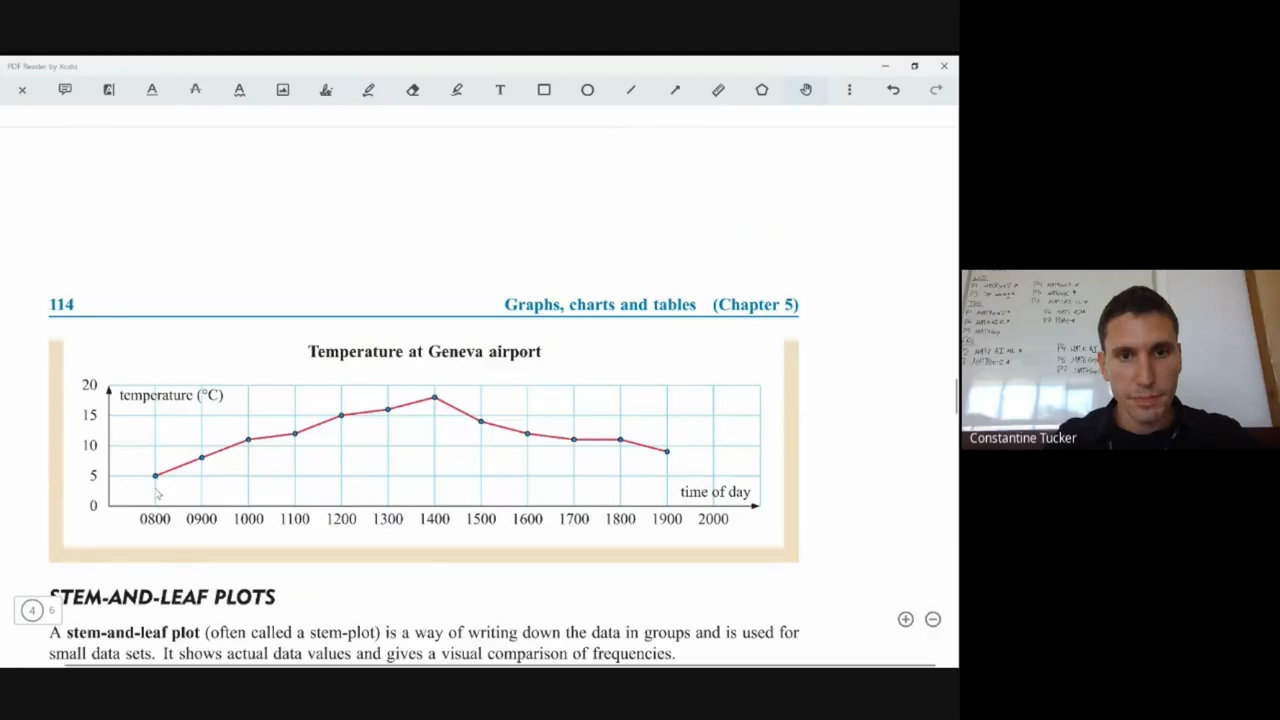 PDF Reader by Xodo
T
114
Graphs, charts and tables (Chapter 5)
Temperature at Geneva airport
20
temperature (°C)
15
10
5
0
time of day
0800 0900 1000 1100 1200 1300 1400 1500 1600 1700 1800 1900 2000
STEM-AND-LEAF PLOTS
4 6
A stem-and-leaf plot (often called a stem-plot) is a way of writing down the data in groups and is used for
small data sets. It shows actual data values and gives a visual comparison of frequencies.
Constantine Tucker